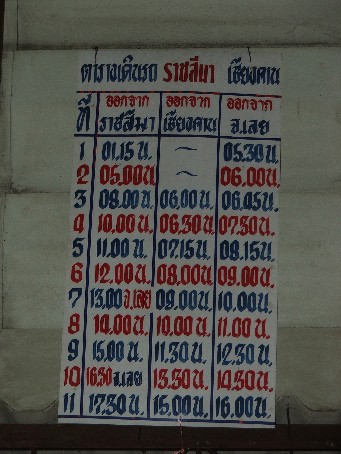 ตารางเดินรถ ราชสีมา เชียงคาน
ที่ ออกจาก ราชสีมา ออกจาก เชียงคาน ออกจาก จ.เลย
1 01.15 น. ~ 05.30 น.
2 05.00 น. ~ 06.00 น.
3 08.00 น. 06.00 น. 06.45 น.
4 10.00 น. 06.30 น. 07.30 น.
5 11.00 น. 07.15 น. 08.15 น.
6 12.00 น. 08.00 น. 09.00 น.
7 13.00 จ.เลย 09.00 น. 10.00 น.
8 14.00 น. 10.00 น. 11.00 น.
9 15.00 น. 11.30 น. 12.30 น.
10 16.30 จ.เลย 13.30 น. 14.30 น.
11 17.30 น. 15.00 น. 16.00 น.